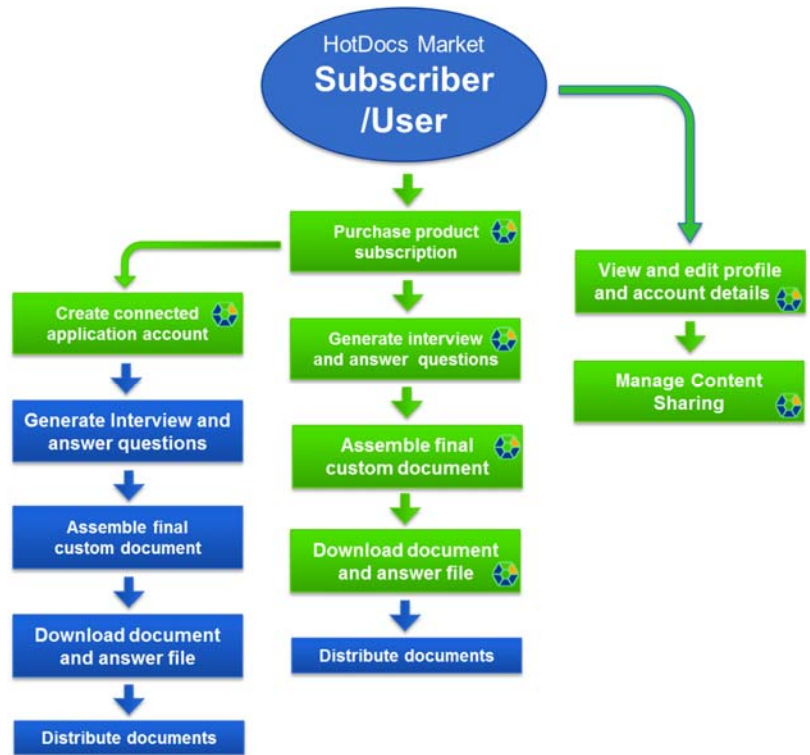 HotDocs Market
Subscriber
/User
Purchase product
subscription
View and edit profile
and account details
Create connected
application account
Generate interview
and answer questions
Manage Content
Sharing
Generate Interview and
answer questions
Assemble final
custom document
Assemble final
custom document
Download document
and answer file
Download document
and answer file
Distribute documents
Distribute documents